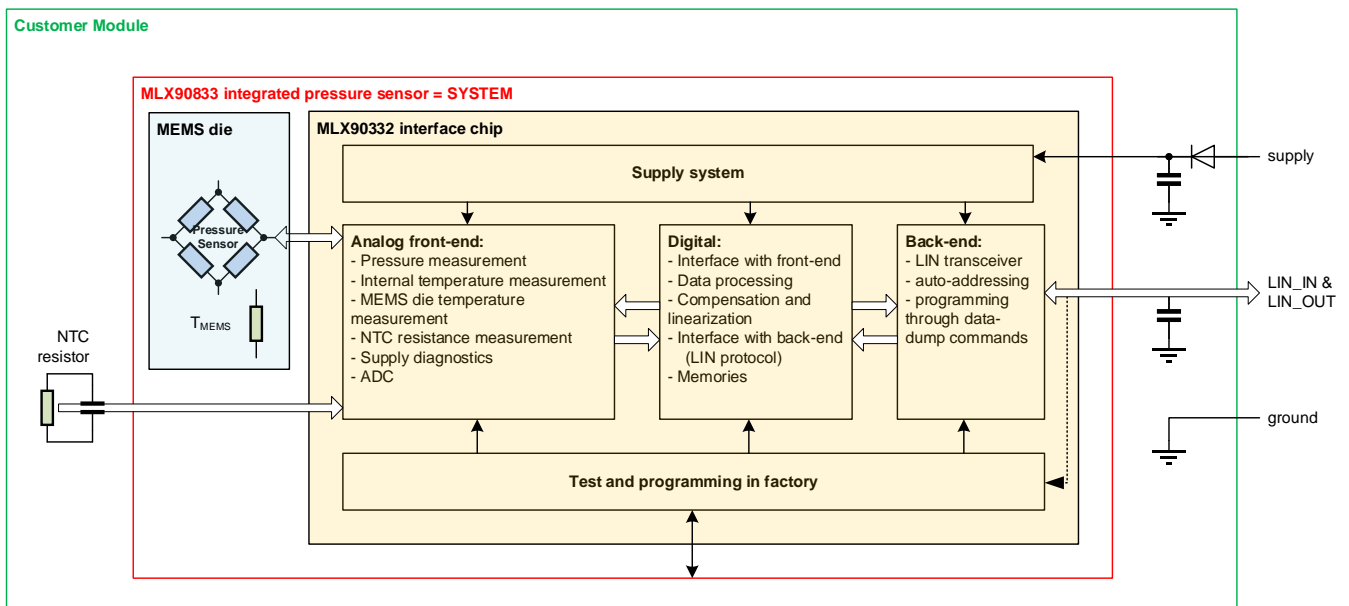 Customer Module
MLX90833 integrated pressure sensor = SYSTEM
MEMS die
MLX90332 interface chip
Supply system
supply
Pressure
Sensor
T_MEMS
Analog front-end:
- Pressure measurement
- Internal temperature measurement
- MEMS die temperature
measurement
- NTC resistance measurement
- Supply diagnostics
- ADC
Digital:
- Interface with front-end
- Data processing
- Compensation and
linearization
- Interface with back-end
(LIN protocol)
- Memories
Back-end:
- LIN transceiver
- auto-addressing
- programming
through data-
dump commands
LIN_IN &
LIN_OUT
NTC
resistor
ground
Test and programming in factory